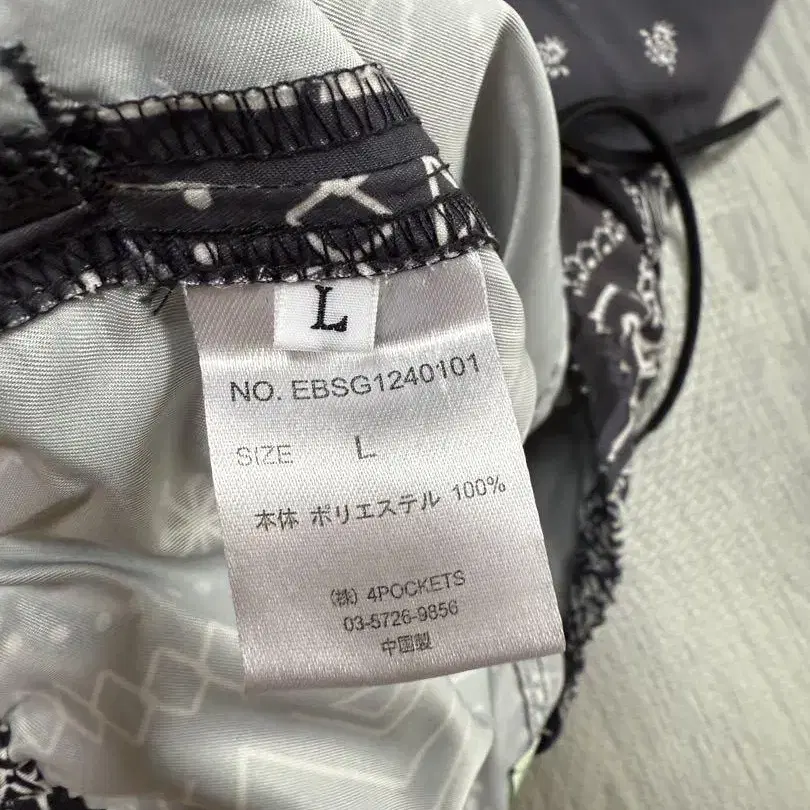 L
NO. EBSG1240101
SIZE L
本体 ポリエステル 100%
(株) 4POCKETS
03-5726-9856
中国製